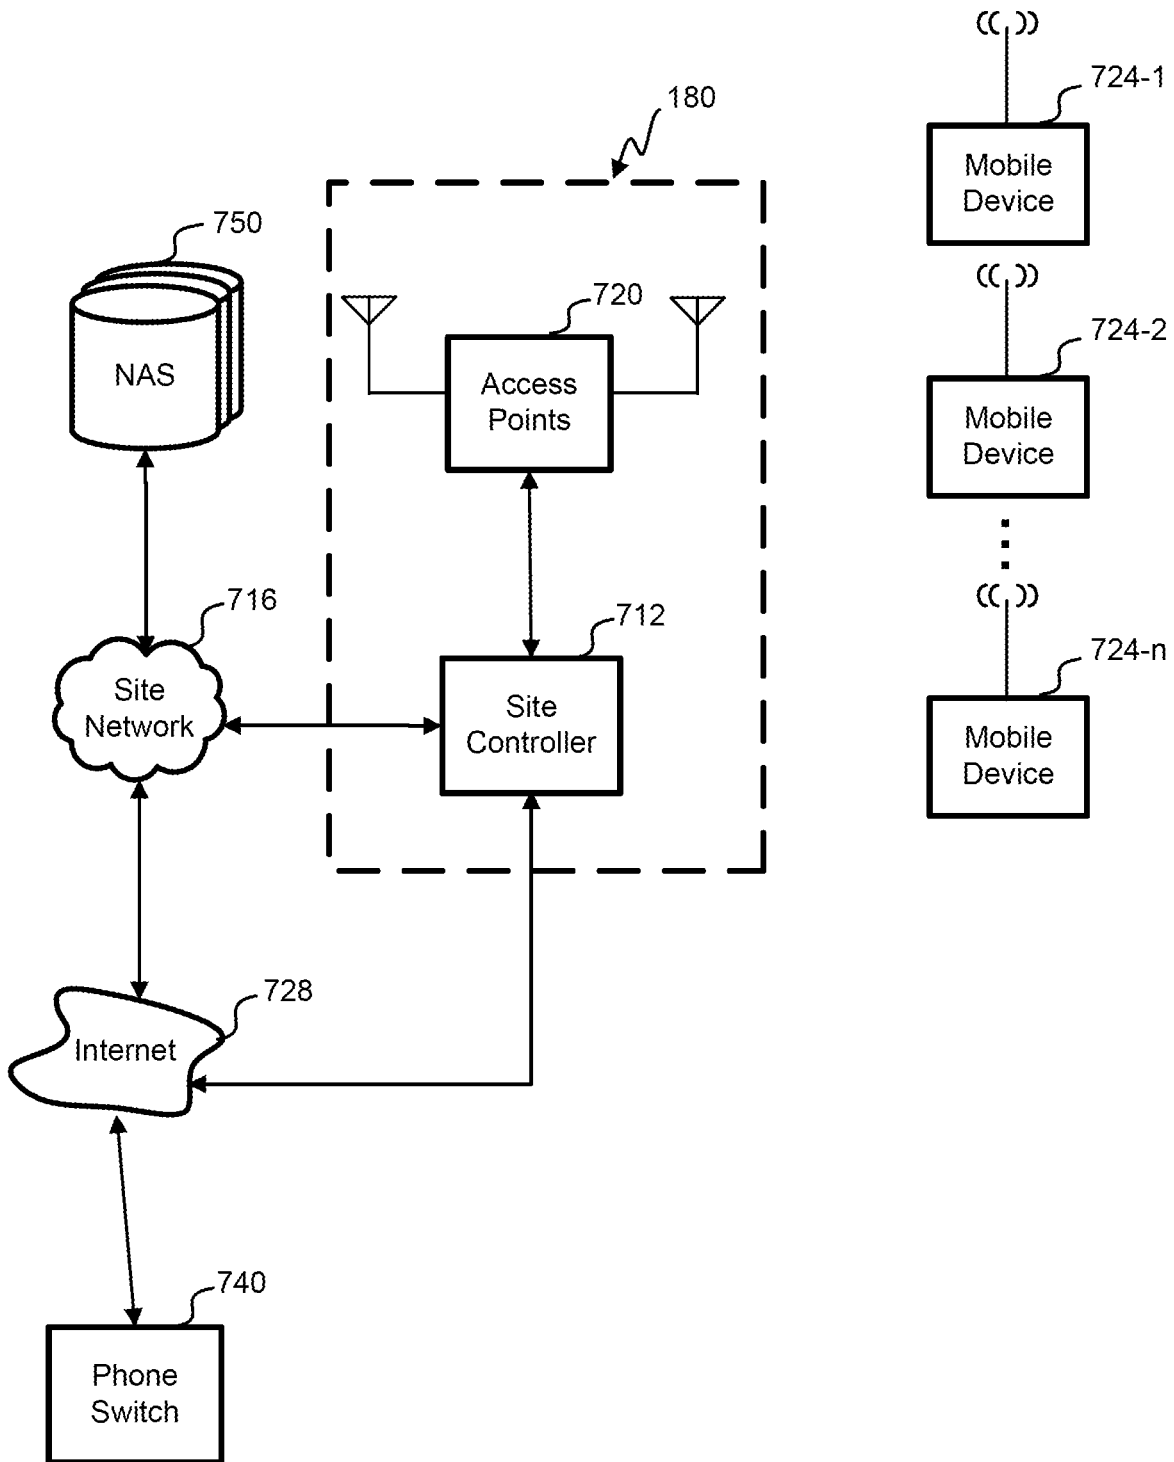 724-1
Mobile
Device
180
750
NAS
720
Access
Points
724-2
Mobile
Device
716
Site
Network
712
Site
Controller
724-n
Mobile
Device
728
Internet
740
Phone
Switch